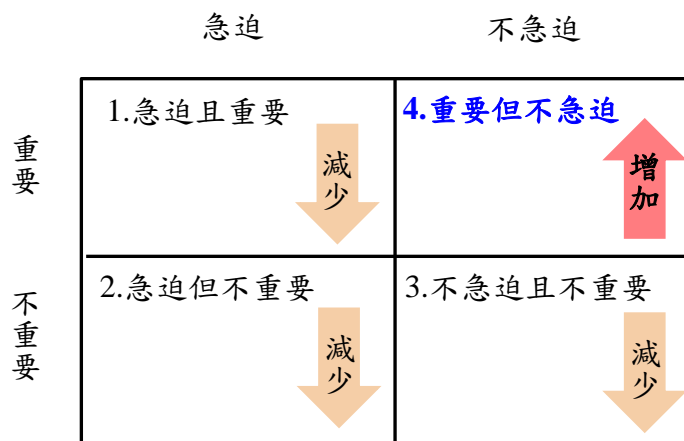 急迫
不急迫
重要
1.急迫且重要
減少
4.重要但不急迫
增加
不重要
2.急迫但不重要
減少
3.不急迫且不重要
減少